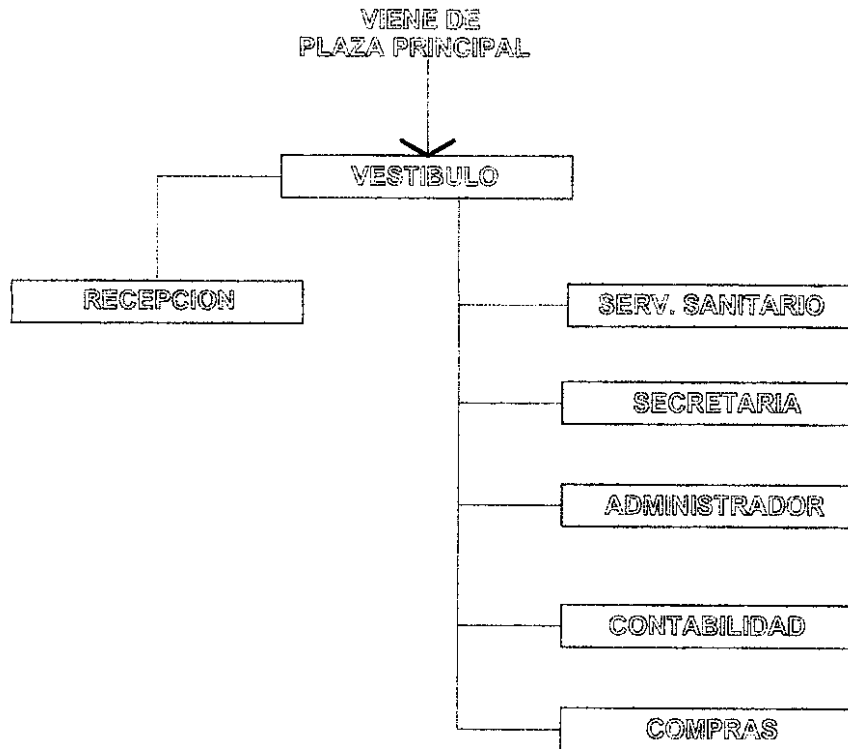 VIENE DE
PLAZA PRINCIPAL
VESTIBULO
RECEPCION
SERV. SANITARIO
SECRETARIA
ADMINISTRADOR
CONTABILIDAD
COMPRAS